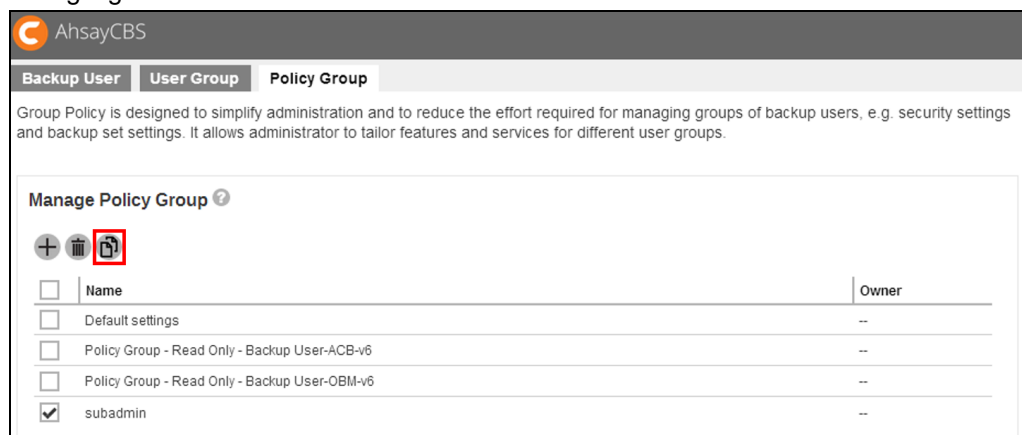 AhsayCBS
Backup User User Group Policy Group
Group Policy is designed to simplify administration and to reduce the effort required for managing groups of backup users, e.g. security settings
and backup set settings. It allows administrator to tailor features and services for different user groups.
Manage Policy Group ?
Name Owner
Default settings --
Policy Group - Read Only - Backup User-ACB-v6 --
Policy Group - Read Only - Backup User-OBM-v6 --
subadmin --